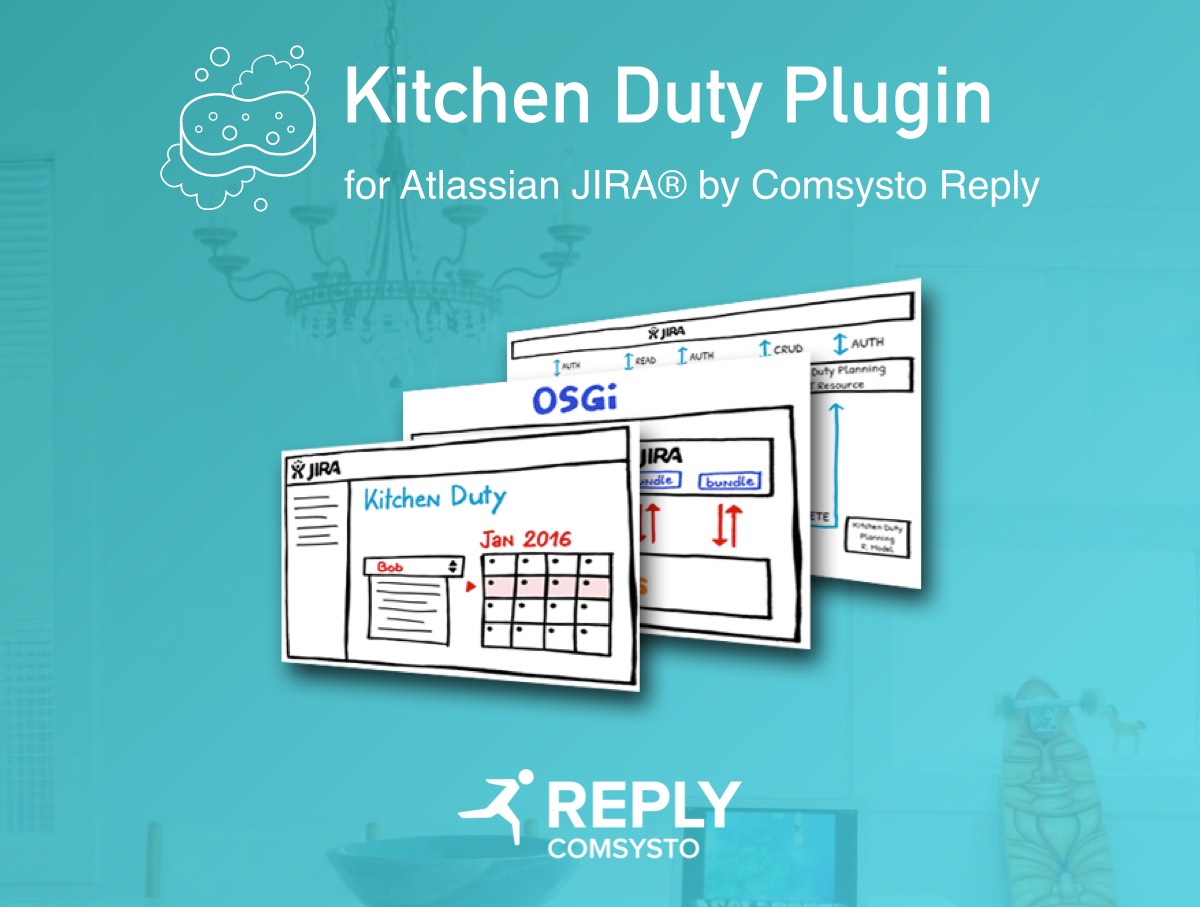 Kitchen Duty Plugin
for Atlassian JIRA® by Comsysto Reply
JIRA
AUTH
READ
AUTH
CRUD
AUTH
Duty Planning
Resource
ETE
Kitchen Duty
Planning
R. Model
OSGi
JIRA
bundle
JIRA
Kitchen Duty
Jan 2016
Bob
REPLY
COMSYSTO